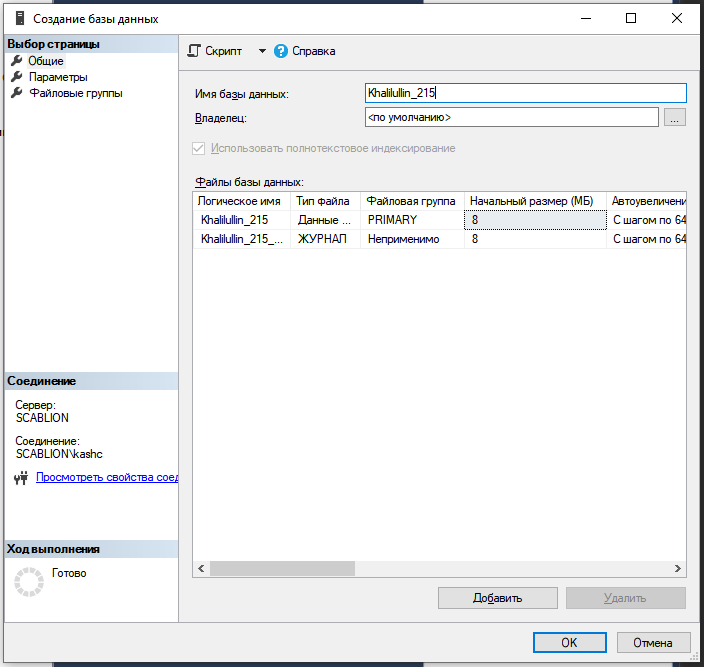 Создание базы данных
Выбор страницы
Общие
Параметры
Файловые группы
Скрипт
Справка
Имя базы данных:
Khalilullin_215
Владелец:
<по умолчанию>
...
Использовать полнотекстовое индексирование
Файлы базы данных:
Логическое имя Тип файла Файловая группа Начальный размер (МБ) Автоувеличени
Khalilullin_215 Данные ... PRIMARY 8 С шагом по 64
Khalilullin_215_... ЖУРНАЛ Неприменимо 8 С шагом по 64
Соединение
Сервер:
SCABLION
Соединение:
SCABLION\kashc
Просмотреть свойства соед
Ход выполнения
Готово
Добавить
Удалить
OK
Отмена